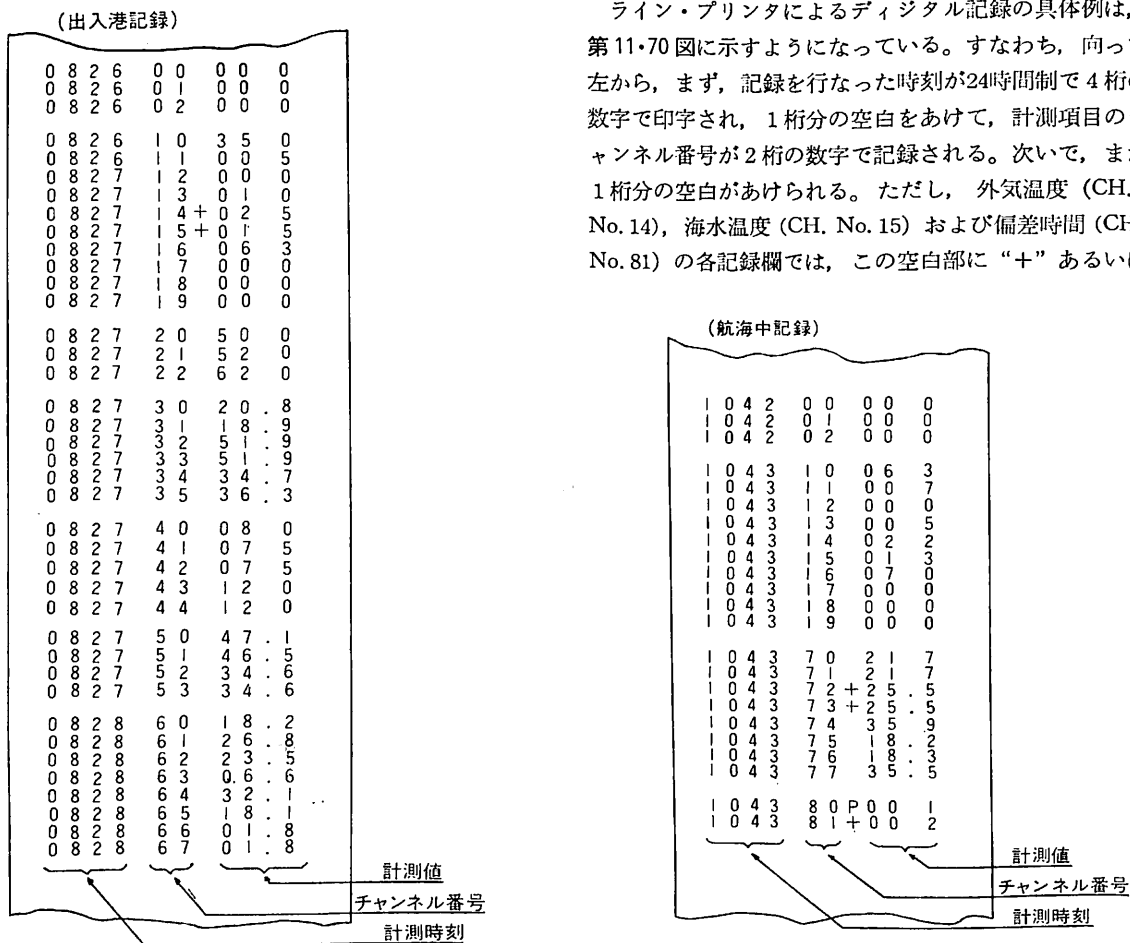 (出入港記録)
0826 00 00 0
0826 01 00 0
0826 02 00 0
0826 10 35 0
0826 11 00 5
0827 12 00 0
0827 13 01 0
0827 14+02 5
0827 15+01 5
0827 16 06 3
0827 17 00 0
0827 18 00 0
0827 19 00 0
0827 20 50 0
0827 21 52 0
0827 22 62 0
0827 30 20.8
0827 31 18.9
0827 32 51.9
0827 33 51.9
0827 34 34.7
0827 35 36.3
0827 40 08 0
0827 41 07 5
0827 42 07 5
0827 43 12 0
0827 44 12 0
0827 50 47.1
0827 51 46.5
0827 52 34.6
0827 53 34.6
0828 60 18.2
0828 61 26.8
0828 62 23.5
0828 63 06.6
0828 64 32.1
0828 65 18.1
0828 66 01.8
0828 67 01.8
計測値
チャンネル番号
計測時刻
ライン・プリンタによるディジタル記録の具体例は,
第11・70図に示すようになっている。すなわち, 向っ
左から, まず, 記録を行なった時刻が24時間制で4桁
数字で印字され, 1桁分の空白をあけて, 計測項目の
ャンネル番号が2桁の数字で記録される。次いで, ま
1桁分の空白があけられる。ただし, 外気温度 (CH.
No. 14), 海水温度 (CH. No. 15) および偏差時間 (CH
No. 81) の各記録欄では, この空白部に “+” あるい
(航海中記録)
1042 00 00 0
1042 01 00 0
1042 02 00 0
1043 10 06 3
1043 11 00 7
1043 12 00 0
1043 13 00 5
1043 14 02 2
1043 15 01 3
1043 16 07 0
1043 17 00 0
1043 18 00 0
1043 19 00 0
1043 70 21 7
1043 71 21 7
1043 72+25.5
1043 73+25.5
1043 74 35 9
1043 75 18.2
1043 76 18.3
1043 77 35.5
1043 80P00 1
1043 81+00 2
計測値
チャンネル番号
計測時刻